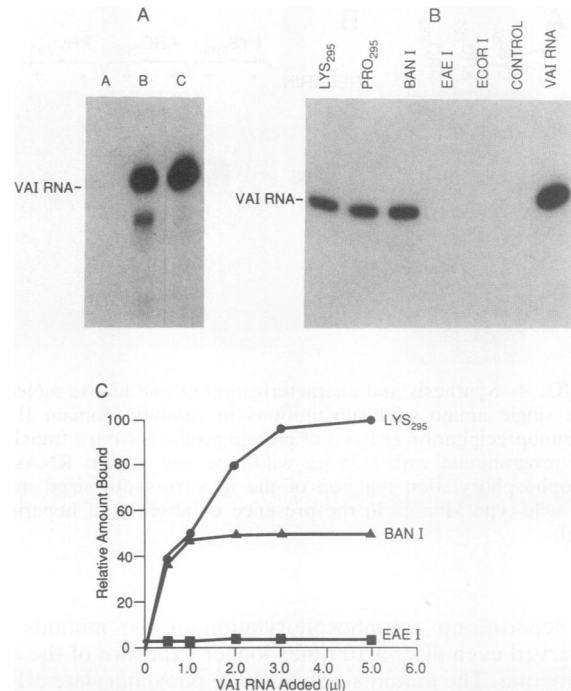 A
B
A
B
C
VAI RNA-
LYS295
PRO295
BAN I
EAE I
ECOR I
CONTROL
VAI RNA
VAI RNA-
C
Relative Amount Bound
100
80
60
40
20
0
LYS295
BAN I
EAE I
0
1.0
2.0
3.0
4.0
5.0
6.0
VAI RNA Added (μl)